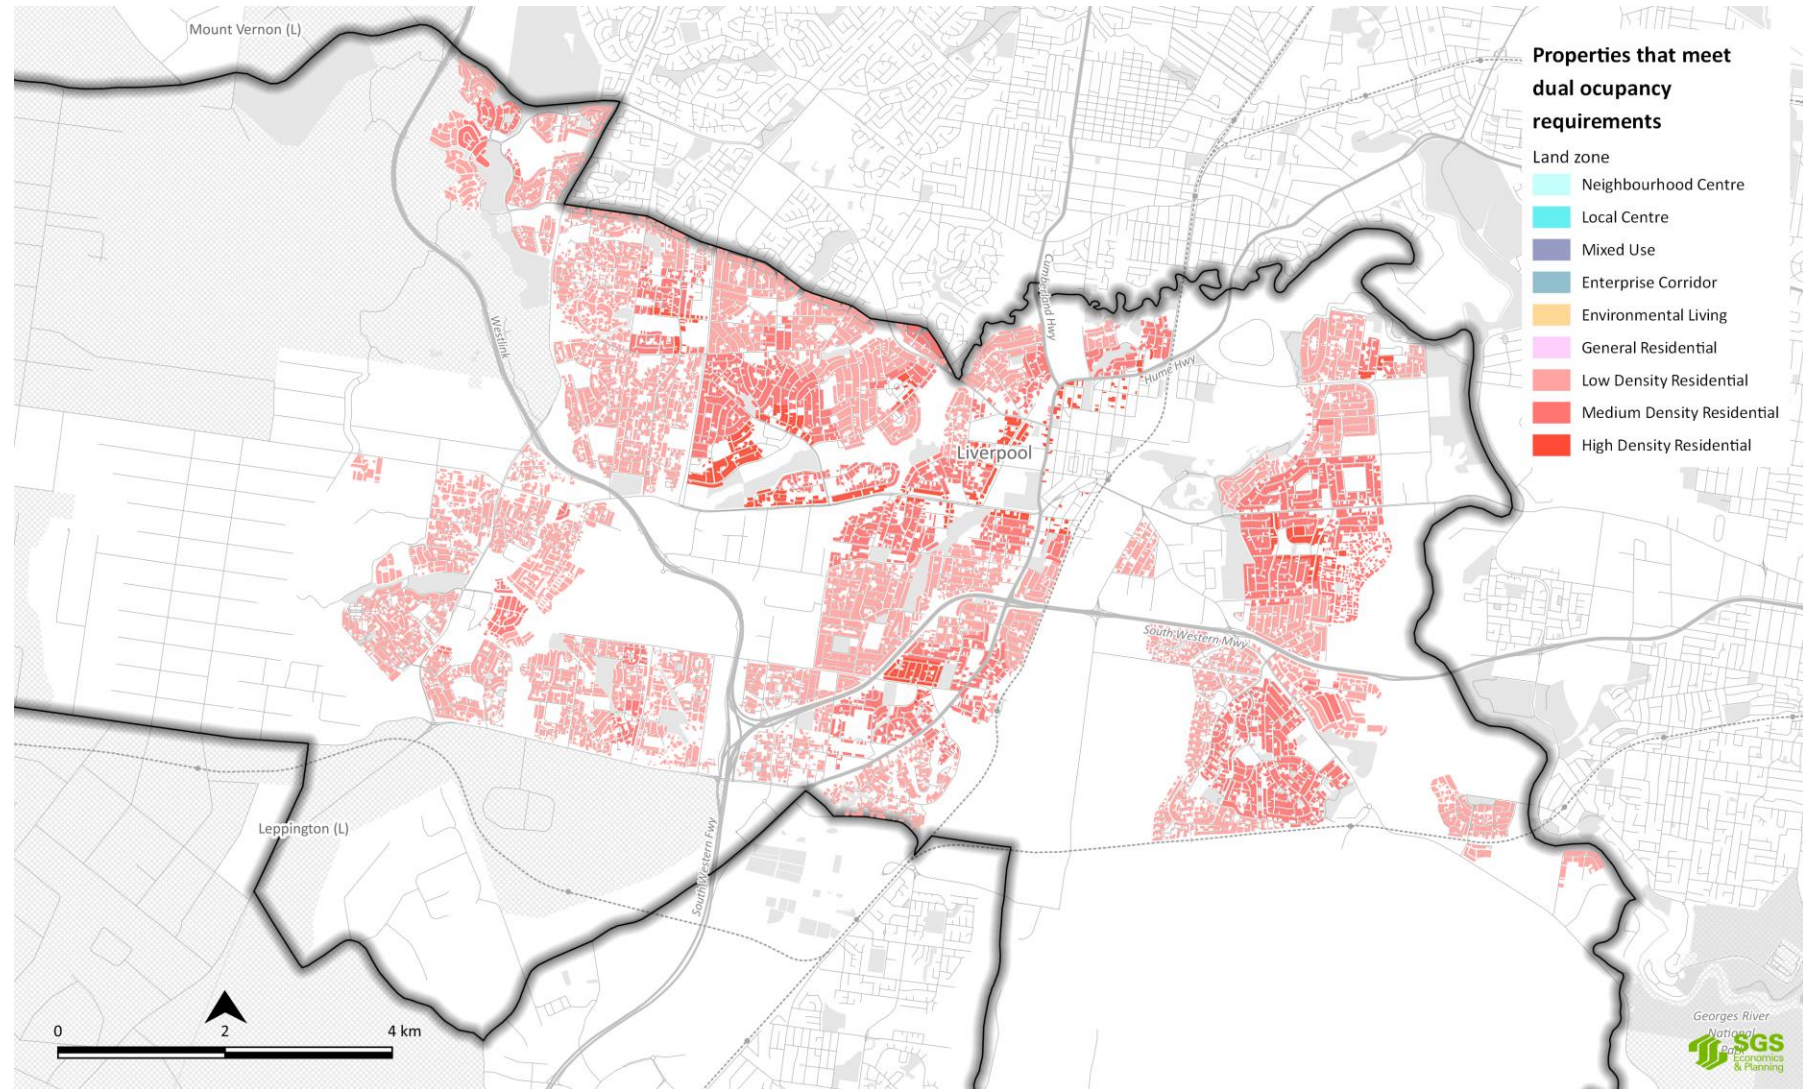 Mount Vernon (L)
Properties that meet
dual ocupancy
requirements
Land zone
Neighbourhood Centre
Local Centre
Mixed Use
Enterprise Corridor
Environmental Living
General Residential
Low Density Residential
Medium Density Residential
High Density Residential
Cumberland Hwy
Westlink
Hume Hwy
Liverpool
South Western Mwy
Leppington (L)
South Western Fwy
0 2 4 km
Georges River
National
Park
SGS
Economics
& Planning